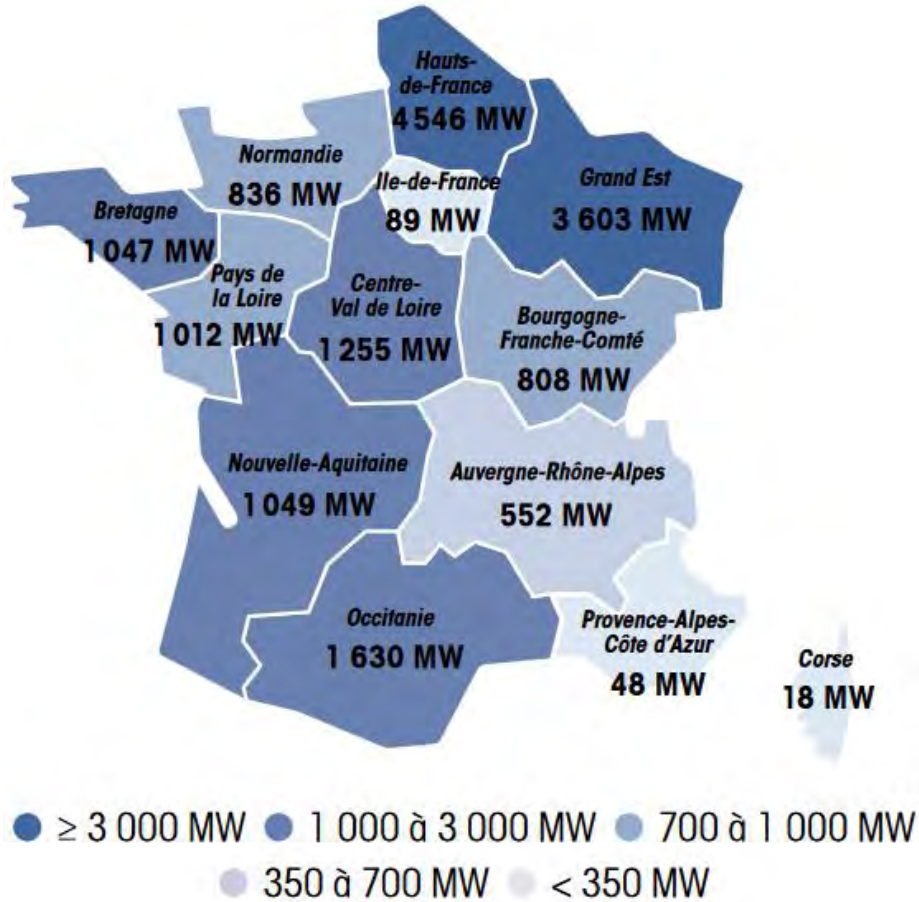 Hauts-
de-France
4 546 MW
Normandie
836 MW
Ile-de-France
89 MW
Grand Est
3 603 MW
Bretagne
1 047 MW
Pays de
la Loire
1 012 MW
Centre-
Val de Loire
1 255 MW
Bourgogne-
Franche-Comté
808 MW
Nouvelle-Aquitaine
1 049 MW
Auvergne-Rhône-Alpes
552 MW
Occitanie
1 630 MW
Provence-Alpes-
Côte d'Azur
48 MW
Corse
18 MW
≥ 3 000 MW
1 000 à 3 000 MW
700 à 1 000 MW
350 à 700 MW
< 350 MW